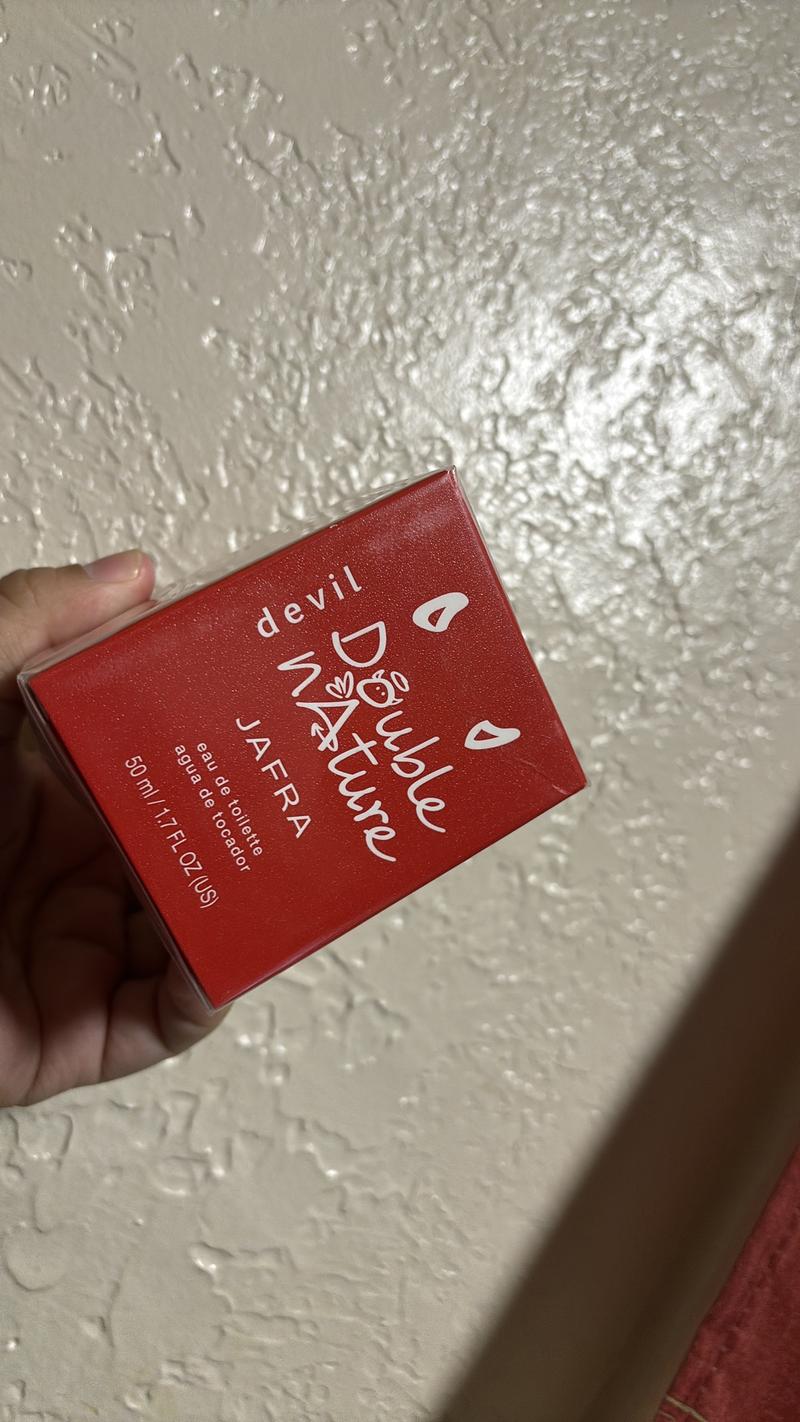 devil
Double
nAture
JAFRA
eau de toilette
agua de tocador
50 ml / 1.7 FL OZ (US)